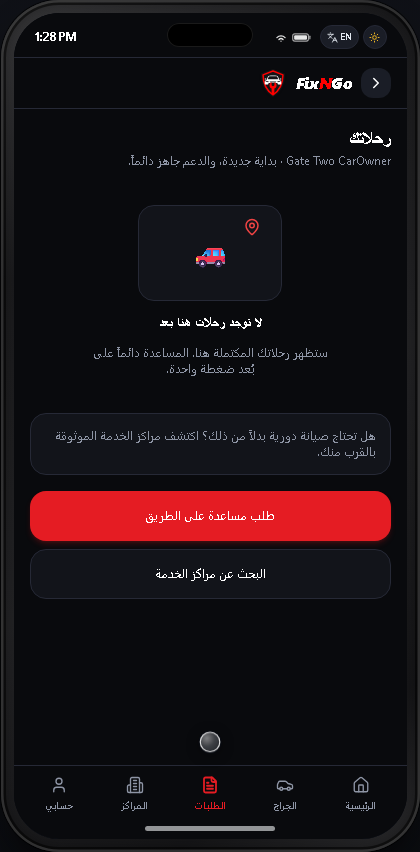 1:28 PM
EN
FixNGo
رحلاتك
Gate Two CarOwner · بداية جديدة، والدعم جاهز دائماً.
لا توجد رحلات هنا بعد
ستظهر رحلاتك المكتملة هنا. المساعدة دائماً على
بُعد ضغطة واحدة.
هل تحتاج صيانة دورية بدلاً من ذلك؟ اكتشف مراكز الخدمة الموثوقة
بالقرب منك.
طلب مساعدة على الطريق
البحث عن مراكز الخدمة
الرئيسية
الجراج
الطلبات
المراكز
حسابي